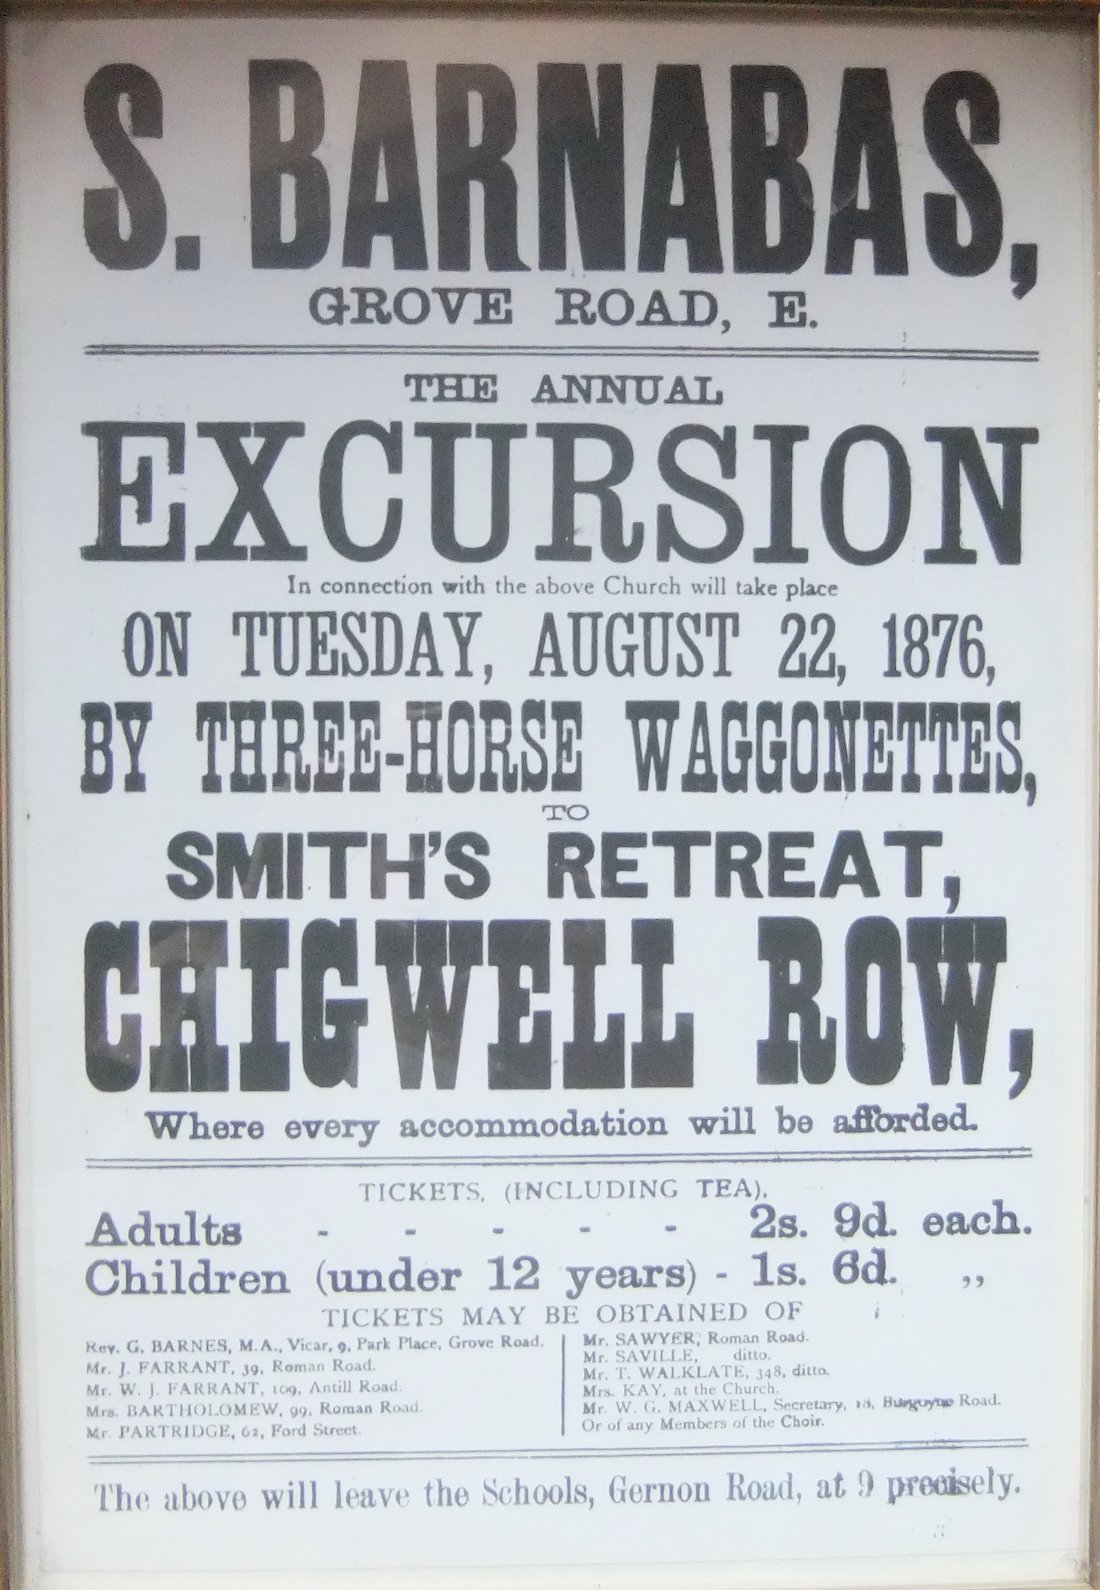 S. BARNABAS,
GROVE ROAD, E.
THE ANNUAL
EXCURSION
In connection with the above Church will take place
ON TUESDAY, AUGUST 22, 1876,
BY THREE-HORSE WAGGONETTES,
TO
SMITH'S RETREAT,
CHIGWELL ROW,
Where every accommodation will be afforded.
TICKETS, (INCLUDING TEA),
Adults - - - - - 2s. 9d. each.
Children (under 12 years) - 1s. 6d. ,,
TICKETS MAY BE OBTAINED OF
Rev. G. BARNES, M.A., Vicar, 9, Park Place, Grove Road.
Mr. J. FARRANT, 39, Roman Road.
Mr. W. J. FARRANT, 109, Antill Road.
Mrs. BARTHOLOMEW, 99, Roman Road.
Mr. PARTRIDGE, 62, Ford Street.
Mr. SAWYER, Roman Road.
Mr. SAVILLE, ditto.
Mr. T. WALKLATE, 348, ditto.
Mrs. KAY, at the Church.
Mr. W. G. MAXWELL, Secretary, Burgoyne Road.
Or of any Members of the Choir.
The above will leave the Schools, Gernon Road, at 9 precisely.